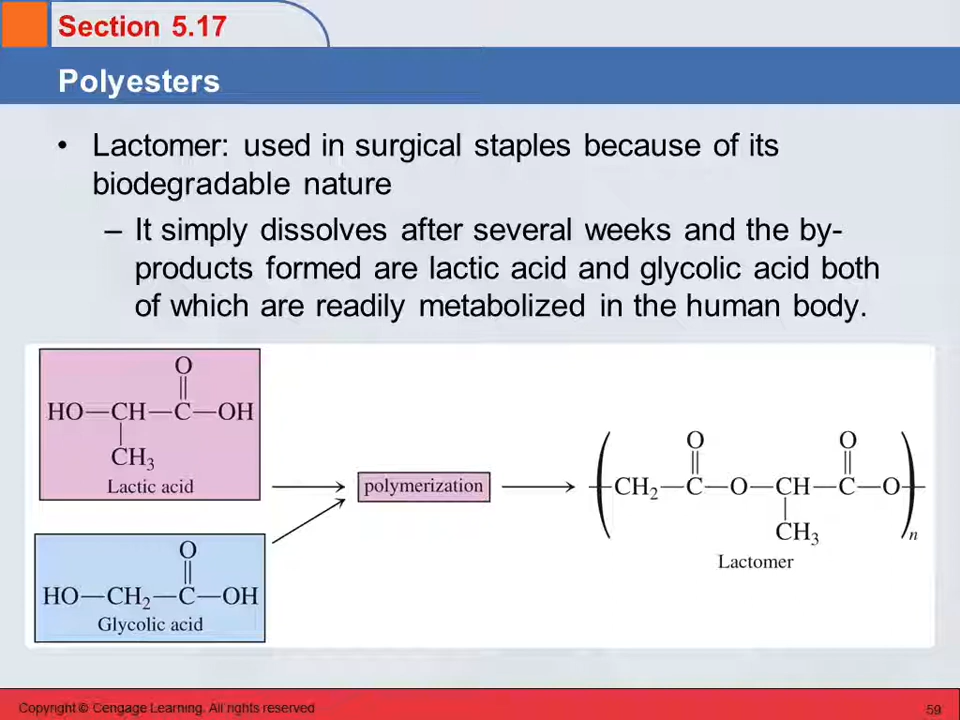 Section 5.17
Polyesters
• Lactomer: used in surgical staples because of its
biodegradable nature
– It simply dissolves after several weeks and the by-
products formed are lactic acid and glycolic acid both
of which are readily metabolized in the human body.
O
||
HO—CH—C—OH
|
CH₃
Lactic acid
O
||
HO—CH₂—C—OH
Glycolic acid
polymerization
O O
|| ||
(—CH₂—C—O—CH—C—O—)n
|
CH₃
Lactomer
Copyright © Cengage Learning. All rights reserved
59